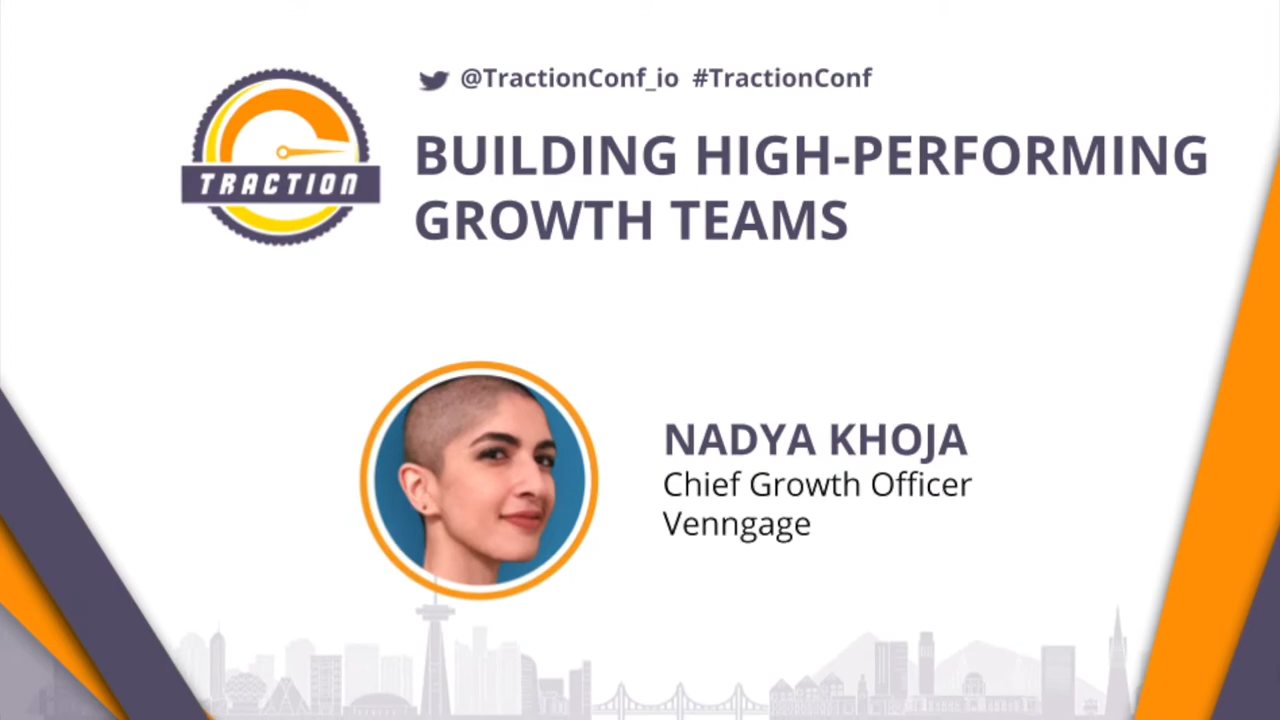 @TractionConf_io #TractionConf
TRACTION
BUILDING HIGH-PERFORMING
GROWTH TEAMS
NADYA KHOJA
Chief Growth Officer
Venngage